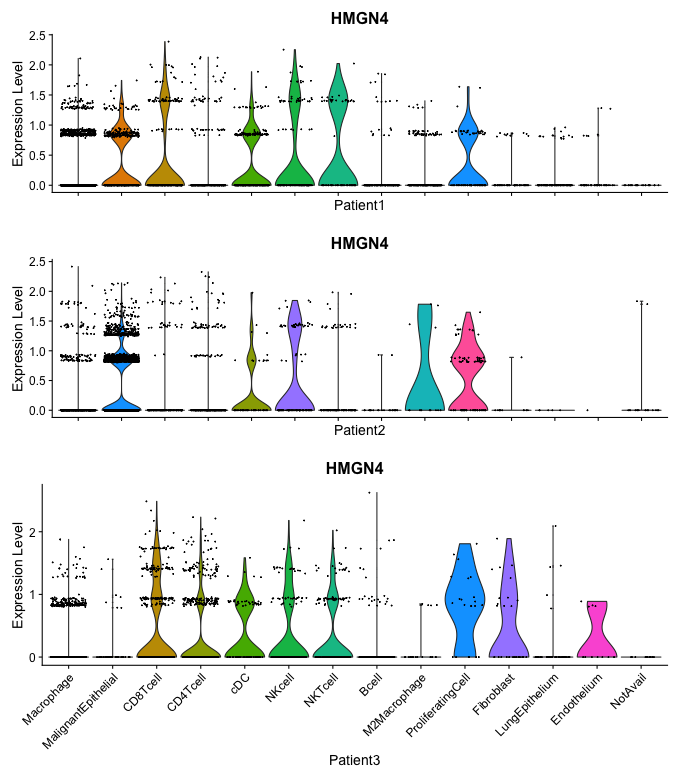 HMGN4
Expression Level
2.5
2.0
1.5
1.0
0.5
0.0
Patient1
HMGN4
Expression Level
2.5
2.0
1.5
1.0
0.5
0.0
Patient2
HMGN4
Expression Level
2
1
0
Macrophage
MalignantEpithelial
CD8Tcell
CD4Tcell
cDC
NKcell
NKTcell
Bcell
M2Macrophage
ProliferatingCell
Fibroblast
LungEpithelium
Endothelium
NotAvail
Patient3